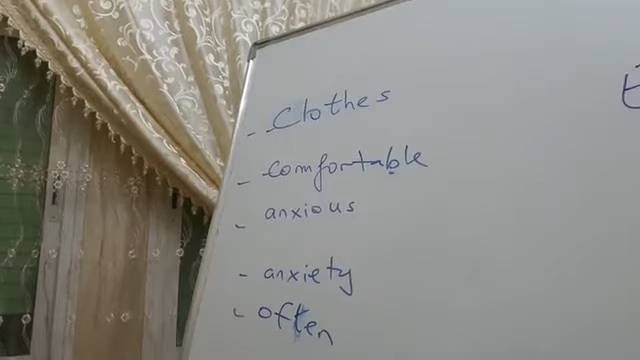 - Clothes
- comfortable
- anxious
- anxiety
- often